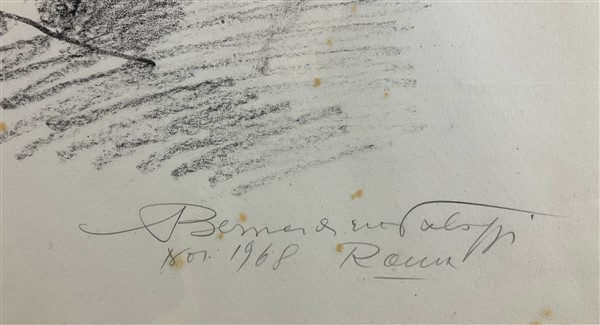 Bernardino Palazzi
Nov. 1968 Roma